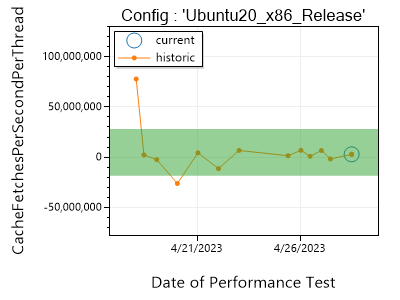 Config : 'Ubuntu20_x86_Release'
current
historic
CacheFetchesPerSecondPerThread
100,000,000
50,000,000
0
-50,000,000
4/21/2023
4/26/2023
Date of Performance Test